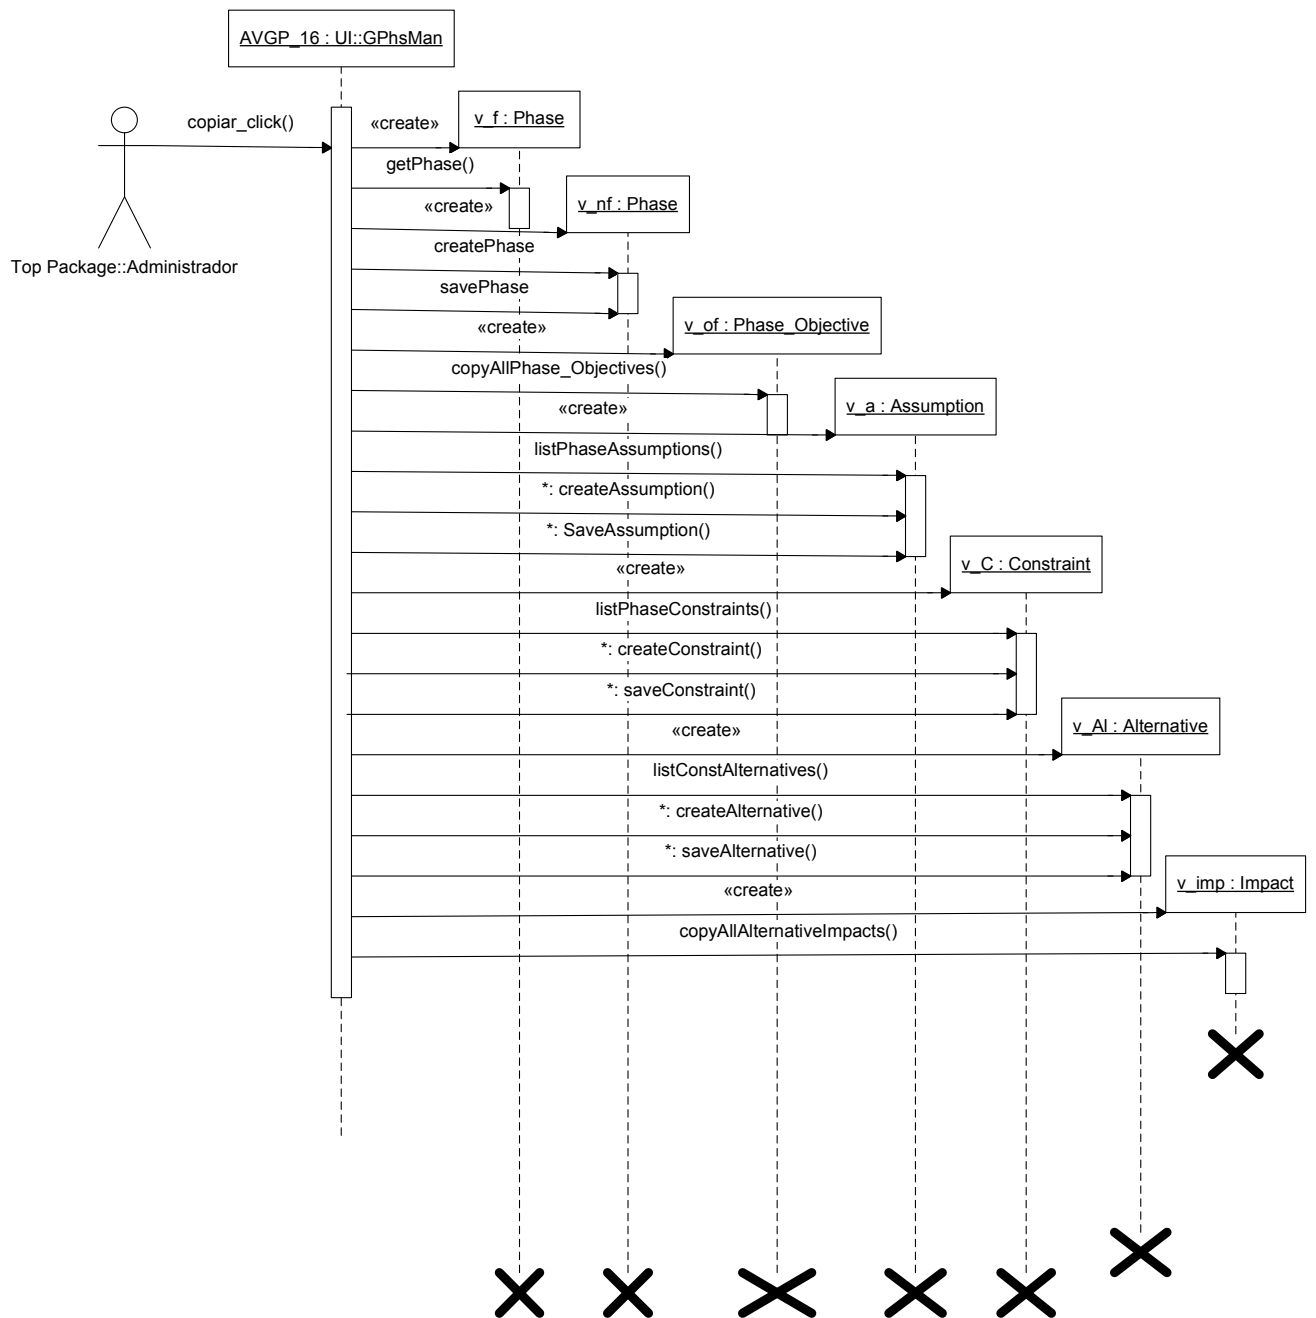 AVGP_16 : UI::GPhsMan
copiar_click()
«create»
v_f : Phase
getPhase()
«create»
v_nf : Phase
createPhase
Top Package::Administrador
savePhase
«create»
v_of : Phase_Objective
copyAllPhase_Objectives()
«create»
v_a : Assumption
listPhaseAssumptions()
*: createAssumption()
*: SaveAssumption()
«create»
v_C : Constraint
listPhaseConstraints()
*: createConstraint()
*: saveConstraint()
«create»
v_Al : Alternative
listConstAlternatives()
*: createAlternative()
*: saveAlternative()
«create»
v_imp : Impact
copyAllAlternativeImpacts()